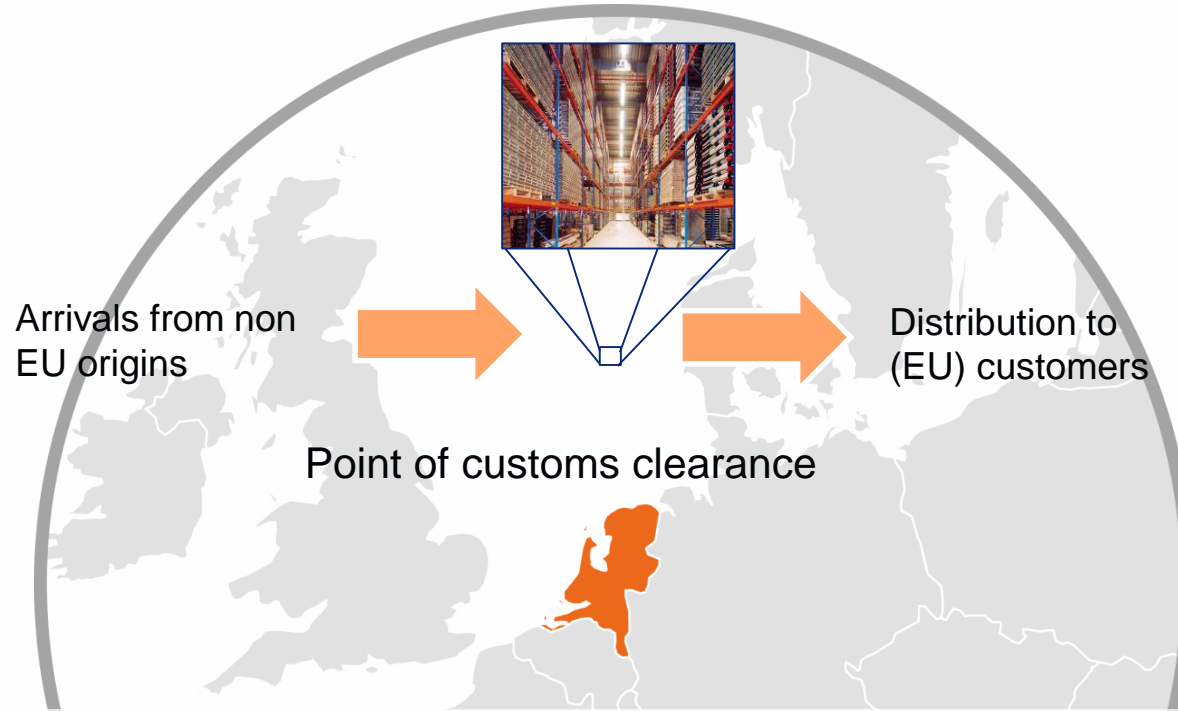 Arrivals from non
EU origins
Distribution to
(EU) customers
Point of customs clearance